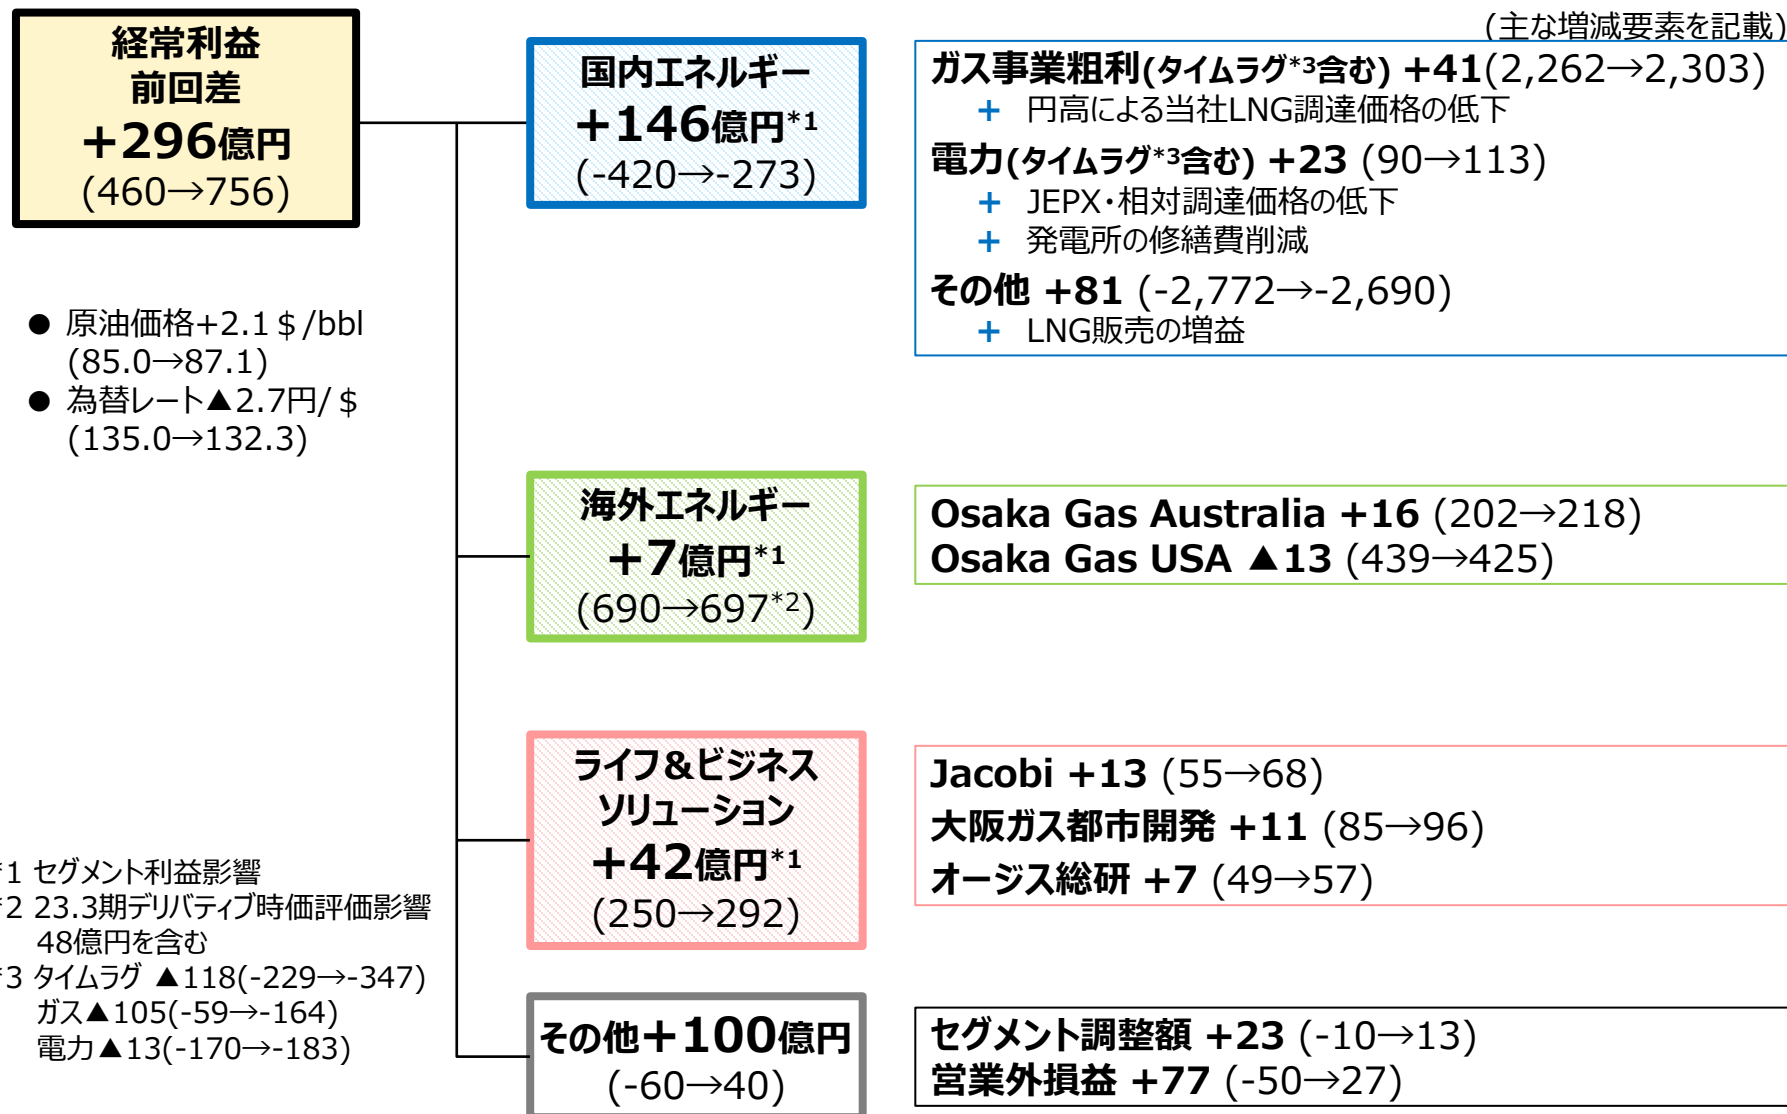 (主な増減要素を記載)
経常利益
前回差
+296億円
(460→756)
● 原油価格+2.1＄/bbl
(85.0→87.1)
● 為替レート▲2.7円/＄
(135.0→132.3)
国内エネルギー
+146億円*1
(-420→-273)
ガス事業粗利(タイムラグ*3含む) +41(2,262→2,303)
+ 円高による当社LNG調達価格の低下
電力(タイムラグ*3含む) +23 (90→113)
+ JEPX・相対調達価格の低下
+ 発電所の修繕費削減
その他 +81 (-2,772→-2,690)
+ LNG販売の増益
海外エネルギー
+7億円*1
(690→697*2)
Osaka Gas Australia +16 (202→218)
Osaka Gas USA ▲13 (439→425)
ライフ&ビジネス
ソリューション
+42億円*1
(250→292)
Jacobi +13 (55→68)
大阪ガス都市開発 +11 (85→96)
オージス総研 +7 (49→57)
その他+100億円
(-60→40)
セグメント調整額 +23 (-10→13)
営業外損益 +77 (-50→27)
*1 セグメント利益影響
*2 23.3期デリバティブ時価評価影響
48億円を含む
*3 タイムラグ ▲118(-229→-347)
ガス▲105(-59→-164)
電力▲13(-170→-183)